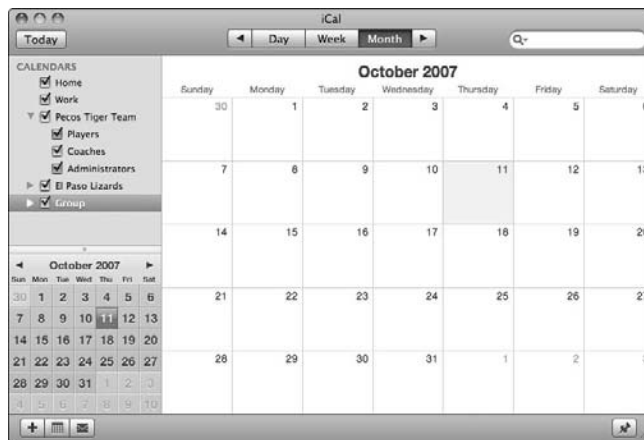 iCal
Today
◀ Day Week Month ▶
CALENDARS
Home
Work
Pecos Tiger Team
Players
Coaches
Administrators
El Paso Lizards
Group
October 2007
Sunday Monday Tuesday Wednesday Thursday Friday Saturday
30 1 2 3 4 5
7 8 9 10 11 12 13
14 15 16 17 18 19 20
21 22 23 24 25 26 27
28 29 30 31 1 2
October 2007
Sun Mon Tue Wed Thu Fri Sat
30 1 2 3 4 5 6
7 8 9 10 11 12 13
14 15 16 17 18 19 20
21 22 23 24 25 26 27
28 29 30 31 1 2 3
4 5 6 7 8 9 10